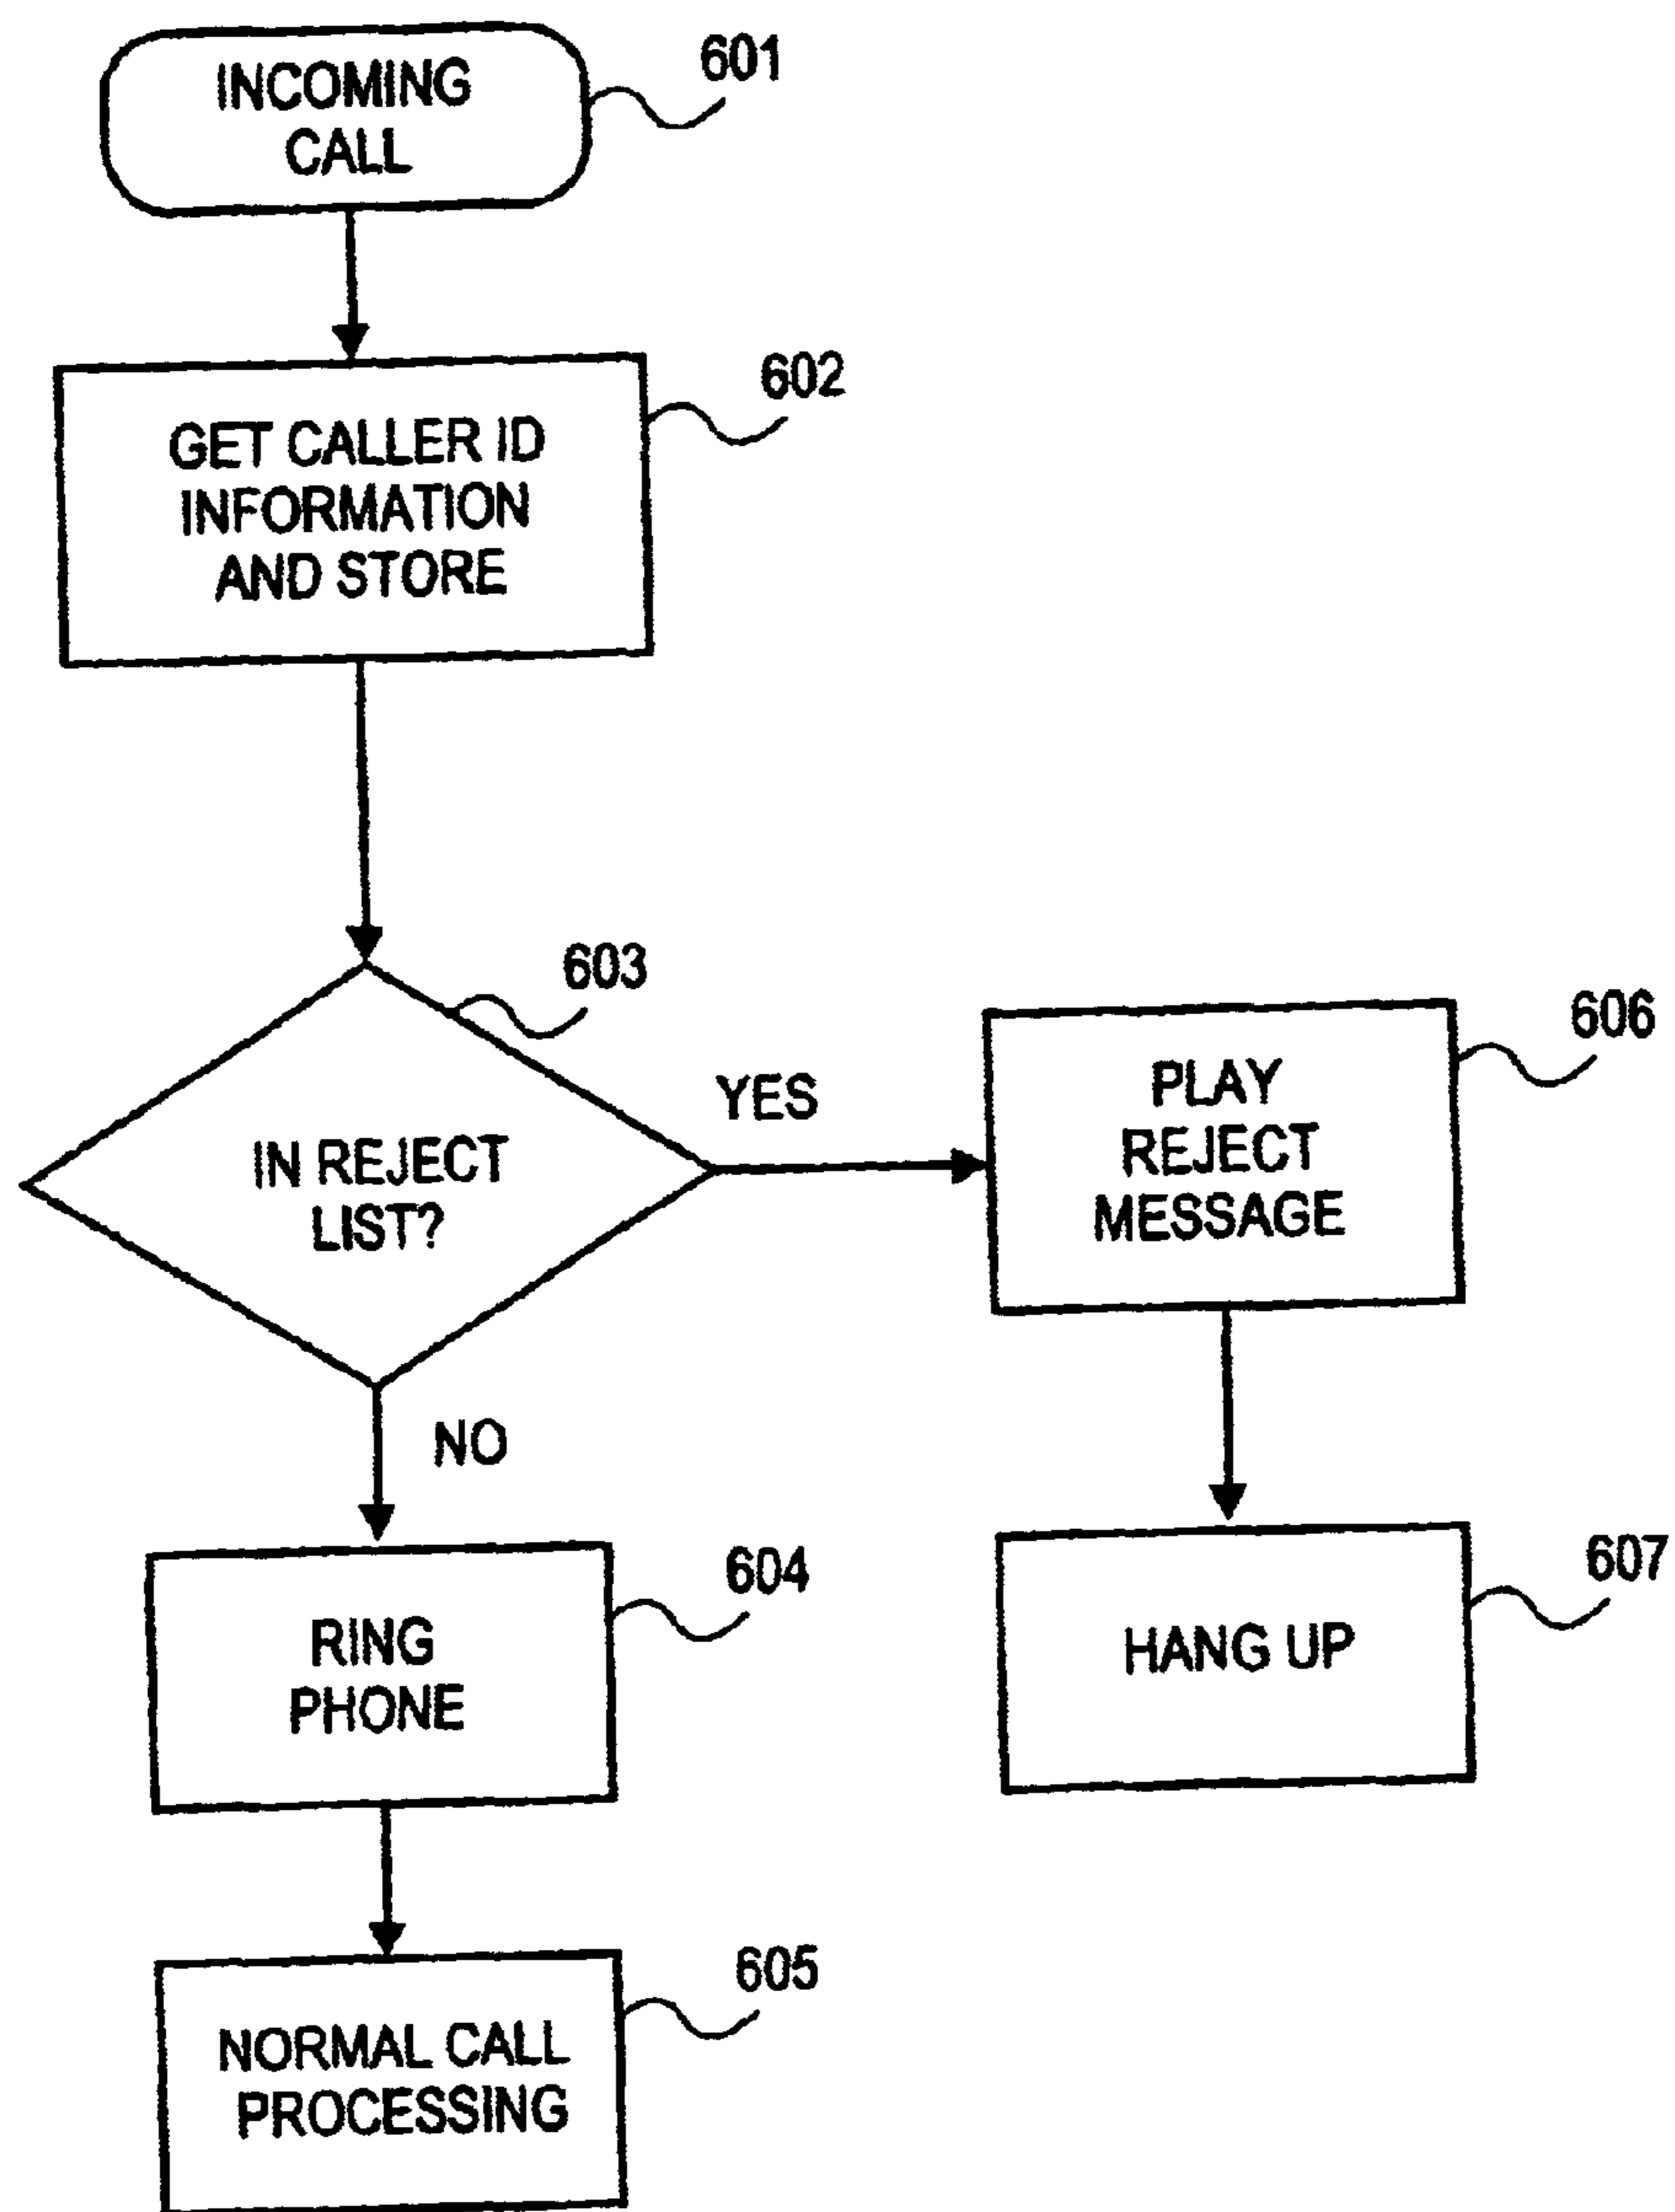 INCOMING
CALL
601
GET CALLER ID
INFORMATION
AND STORE
602
603
IN REJECT
LIST?
YES
NO
606
PLAY
REJECT
MESSAGE
604
RING
PHONE
607
HANG UP
605
NORMAL CALL
PROCESSING